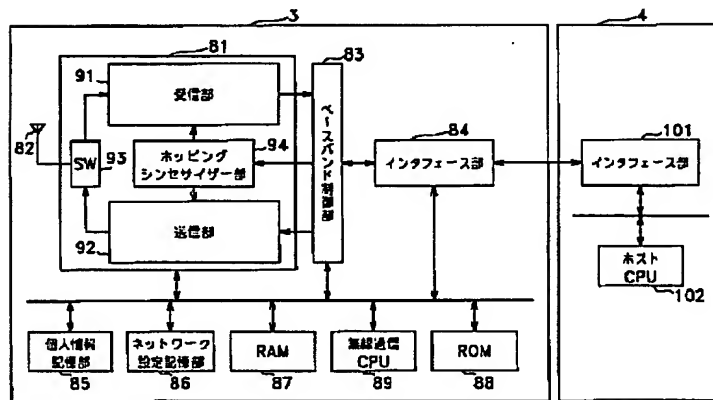 3
4
81
83
91
受信部
82
SW
93
94
ホッピング
シンセサイザー部
ベースバンド制御部
84
インタフェース部
101
インタフェース部
送信部
92
ホスト
CPU
102
個人情報
記憶部
85
ネットワーク
設定記憶部
86
RAM
87
無線通信
CPU
89
ROM
88